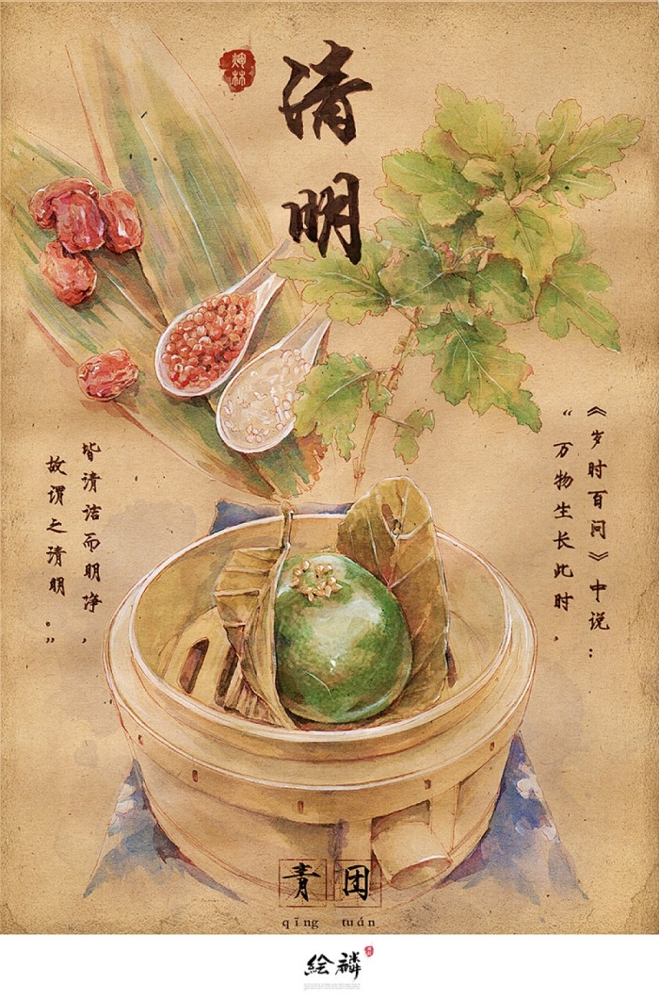 清明
《岁时百问》中说：
“万物生长此时，
皆清洁而明净，
故谓之清明。”
青团
qīng tuán
绘麟